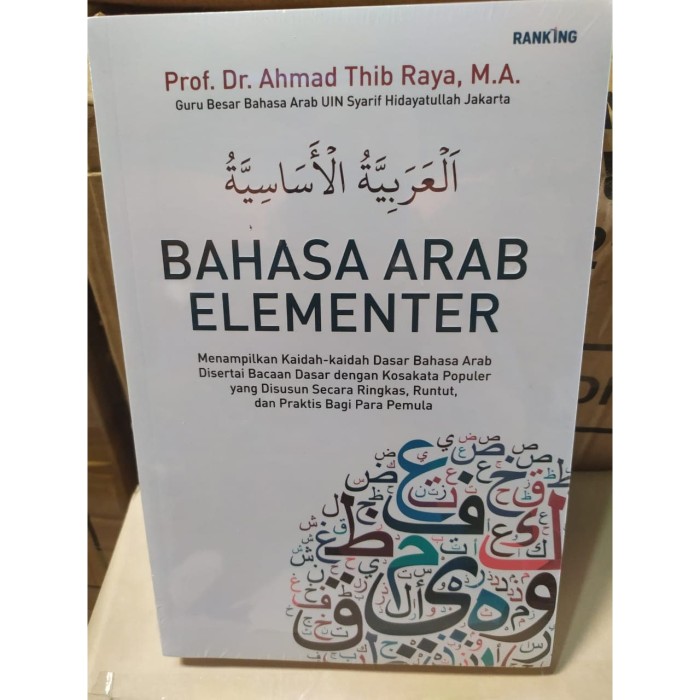 RANKING
Prof. Dr. Ahmad Thib Raya, M.A.
Guru Besar Bahasa Arab UIN Syarif Hidayatullah Jakarta
اَلْعَرَبِيَّةُ الْأَسَاسِيَّةُ
BAHASA ARAB
ELEMENTER
Menampilkan Kaidah-kaidah Dasar Bahasa Arab
Disertai Bacaan Dasar dengan Kosakata Populer
yang Disusun Secara Ringkas, Runtut,
dan Praktis Bagi Para Pemula